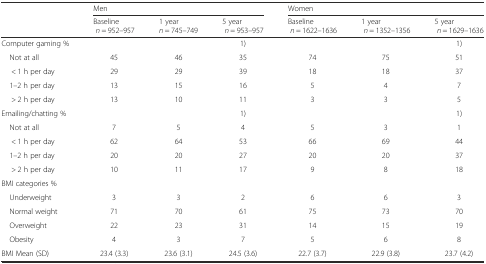 Men Women
Baseline 1 year 5 year Baseline 1 year 5 year
n = 952–957 n = 745–749 n = 953–957 n = 1622–1636 n = 1352–1356 n = 1629–1636
Computer gaming % 1) 1)
Not at all 45 46 35 74 75 51
< 1 h per day 29 29 39 18 18 37
1–2 h per day 13 15 16 5 4 7
> 2 h per day 13 10 11 3 3 5
Emailing/chatting % 1) 1)
Not at all 7 5 4 5 3 1
< 1 h per day 62 64 53 66 69 44
1–2 h per day 20 20 27 20 20 37
> 2 h per day 10 11 17 9 8 18
BMI categories %
Underweight 3 3 2 6 6 3
Normal weight 71 70 61 75 73 70
Overweight 22 23 31 14 15 19
Obesity 4 3 7 5 6 8
BMI Mean (SD) 23.4 (3.3) 23.6 (3.1) 24.5 (3.6) 22.7 (3.7) 22.9 (3.8) 23.7 (4.2)